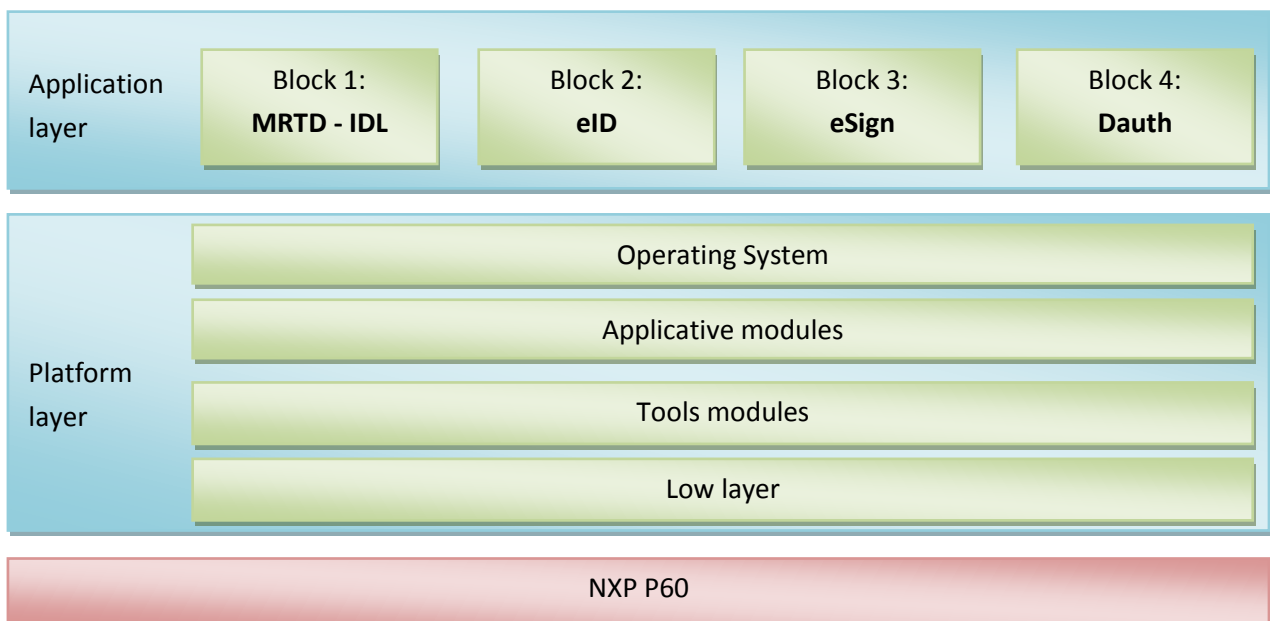 Application
layer
Block 1:
MRTD - IDL
Block 2:
eID
Block 3:
eSign
Block 4:
Dauth
Platform
layer
Operating System
Applicative modules
Tools modules
Low layer
NXP P60